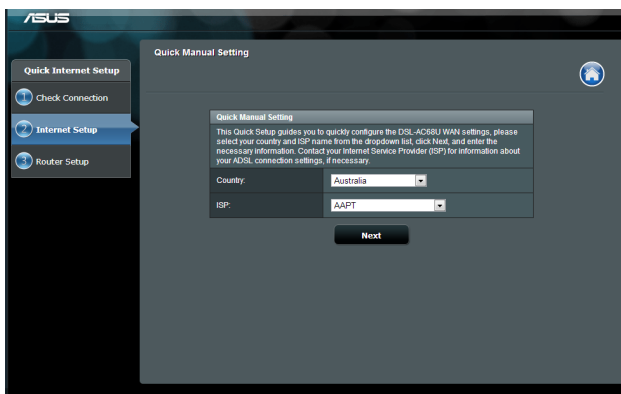 ASUS
Quick Internet Setup
1 Check Connection
2 Internet Setup
3 Router Setup
Quick Manual Setting
Quick Manual Setting
This Quick Setup guides you to quickly configure the DSL-AC68U WAN settings, please
select your country and ISP name from the dropdown list, click Next, and enter the
necessary information. Contact your Internet Service Provider (ISP) for information about
your ADSL connection settings, if necessary.
Country: Australia
ISP: AAPT
Next